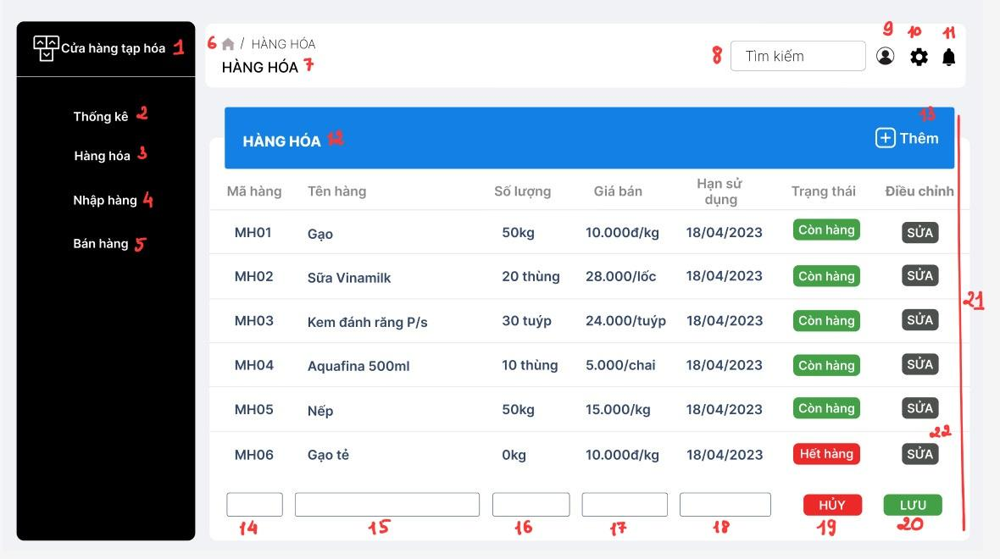 Cửa hàng tạp hóa 1
Thống kê 2
Hàng hóa 3
Nhập hàng 4
Bán hàng 5
6 / HÀNG HÓA
HÀNG HÓA 7
8 Tìm kiếm 9 10 11
HÀNG HÓA 12
13
Thêm
Mã hàng Tên hàng Số lượng Giá bán Hạn sử dụng Trạng thái Điều chỉnh
MH01 Gạo 50kg 10.000đ/kg 18/04/2023 Còn hàng SỬA
MH02 Sữa Vinamilk 20 thùng 28.000/lốc 18/04/2023 Còn hàng SỬA
21
MH03 Kem đánh răng P/s 30 tuýp 24.000/tuýp 18/04/2023 Còn hàng SỬA
MH04 Aquafina 500ml 10 thùng 5.000/chai 18/04/2023 Còn hàng SỬA
MH05 Nếp 50kg 15.000/kg 18/04/2023 Còn hàng SỬA
22
MH06 Gạo tẻ 0kg 10.000đ/kg 18/04/2023 Hết hàng SỬA
HỦY LƯU
14 15 16 17 18 19 20